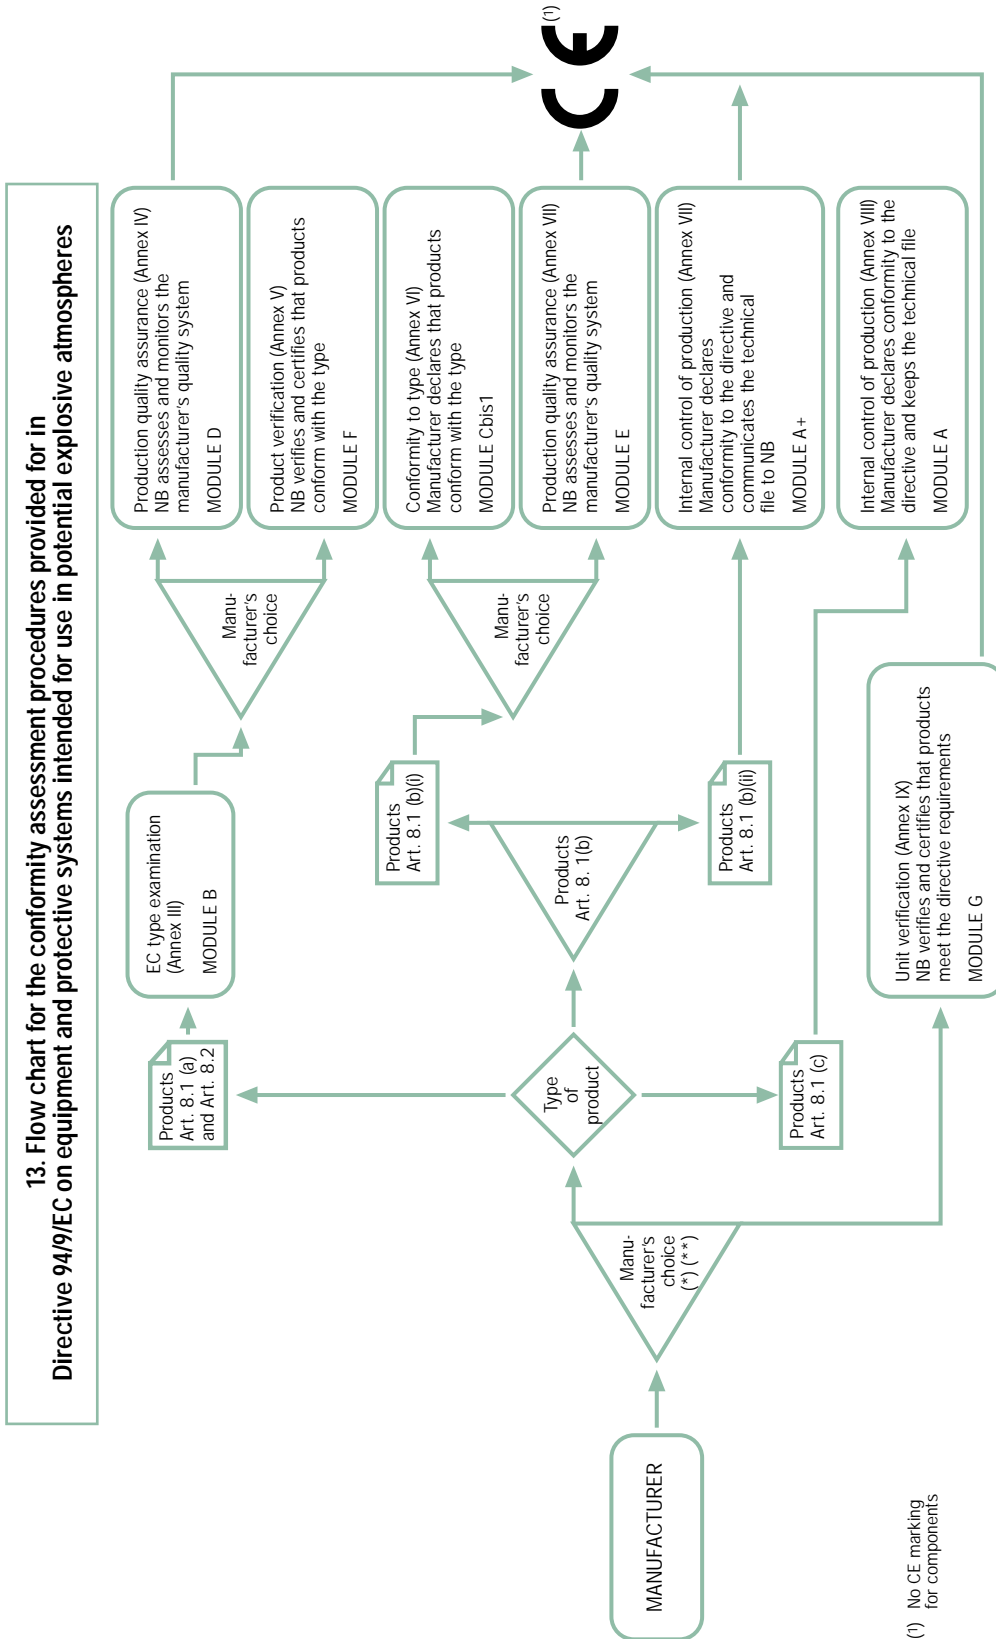 13. Flow chart for the conformity assessment procedures provided for in
Directive 94/9/EC on equipment and protective systems intended for use in potential explosive atmospheres
MANUFACTURER
Manu-
facturer's
choice
(*) (**)
Type
of
product
Products
Art. 8.1 (a)
and Art. 8.2
EC type examination
(Annex III)
MODULE B
Manu-
facturer's
choice
Production quality assurance (Annex IV)
NB assesses and monitors the
manufacturer's quality system
MODULE D
Product verification (Annex V)
NB verifies and certifies that products
conform with the type
MODULE F
Products
Art. 8. 1(b)
Products
Art. 8.1 (b)(i)
Manu-
facturer's
choice
Conformity to type (Annex VI)
Manufacturer declares that products
conform with the type
MODULE Cbis1
Production quality assurance (Annex VII)
NB assesses and monitors the
manufacturer's quality system
MODULE E
Products
Art. 8.1 (b)(ii)
Internal control of production (Annex VII)
Manufacturer declares
conformity to the directive and
communicates the technical
file to NB
MODULE A+
Products
Art. 8.1 (c)
Internal control of production (Annex VIII)
Manufacturer declares conformity to the
directive and keeps the technical file
MODULE A
Unit verification (Annex IX)
NB verifies and certifies that products
meet the directive requirements
MODULE G
CE (1)
(1) No CE marking
for components